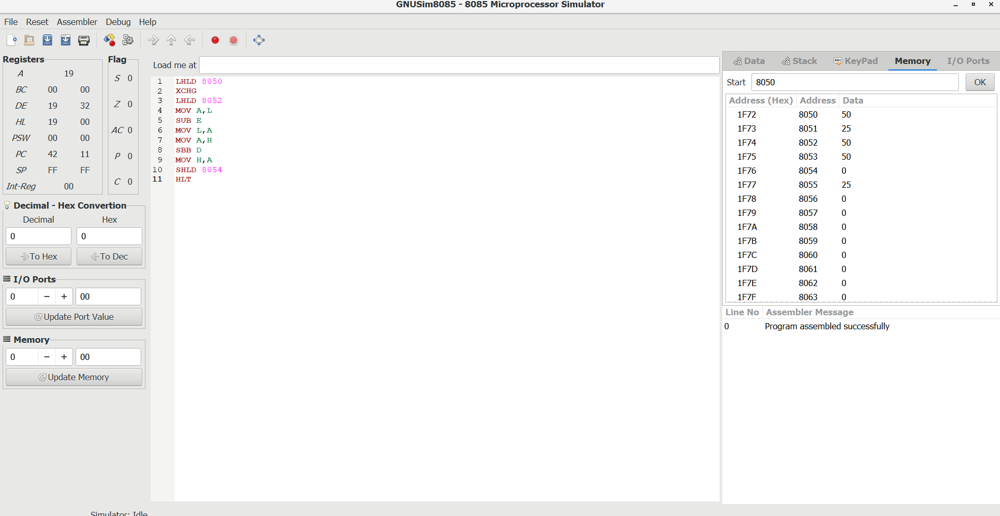 GNUSim8085 - 8085 Microprocessor Simulator
File Reset Assembler Debug Help
Registers
A 19
BC 00 00
DE 19 32
HL 19 00
PSW 00 00
PC 42 11
SP FF FF
Int-Reg 00
Flag
S 0
Z 0
AC 0
P 0
C 0
Decimal - Hex Convertion
Decimal Hex
0 0
To Hex To Dec
I/O Ports
0 − + 00
Update Port Value
Memory
0 − + 00
Update Memory
Load me at
1 LHLD 8050
2 XCHG
3 LHLD 8052
4 MOV A,L
5 SUB E
6 MOV L,A
7 MOV A,H
8 SBB D
9 MOV H,A
10 SHLD 8054
11 HLT
Data Stack Abc KeyPad Memory I/O Ports
Start 8050 OK
Address (Hex) Address Data
1F72 8050 50
1F73 8051 25
1F74 8052 50
1F75 8053 50
1F76 8054 0
1F77 8055 25
1F78 8056 0
1F79 8057 0
1F7A 8058 0
1F7B 8059 0
1F7C 8060 0
1F7D 8061 0
1F7E 8062 0
1F7F 8063 0
Line No Assembler Message
0 Program assembled successfully
Simulator: Idle